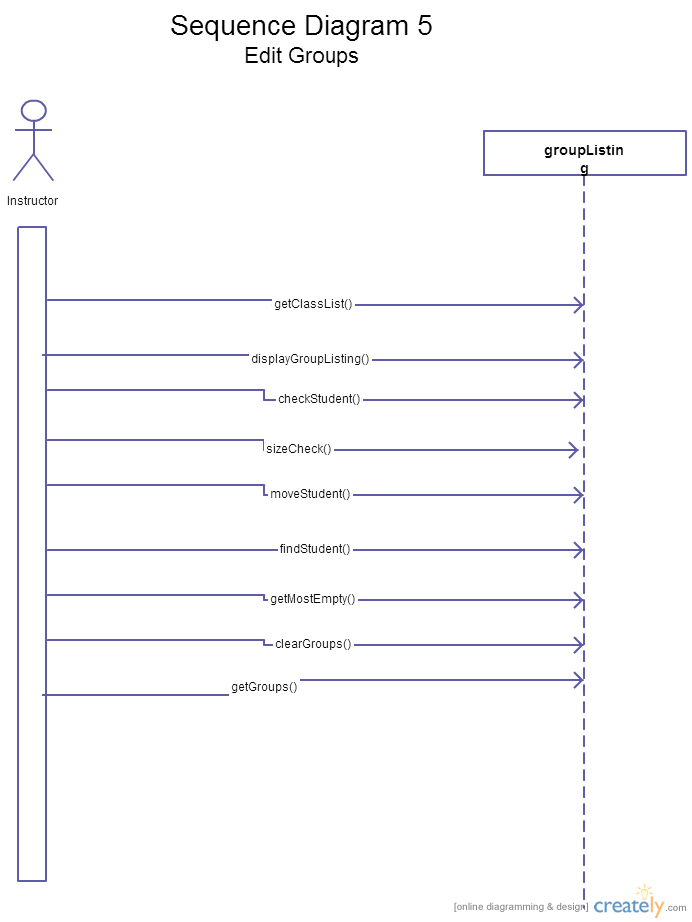 Sequence Diagram 5
Edit Groups
groupListin
g
Instructor
getClassList()
displayGroupListing()
checkStudent()
sizeCheck()
moveStudent()
findStudent()
getMostEmpty()
clearGroups()
getGroups()
[online diagramming & design] creately.com